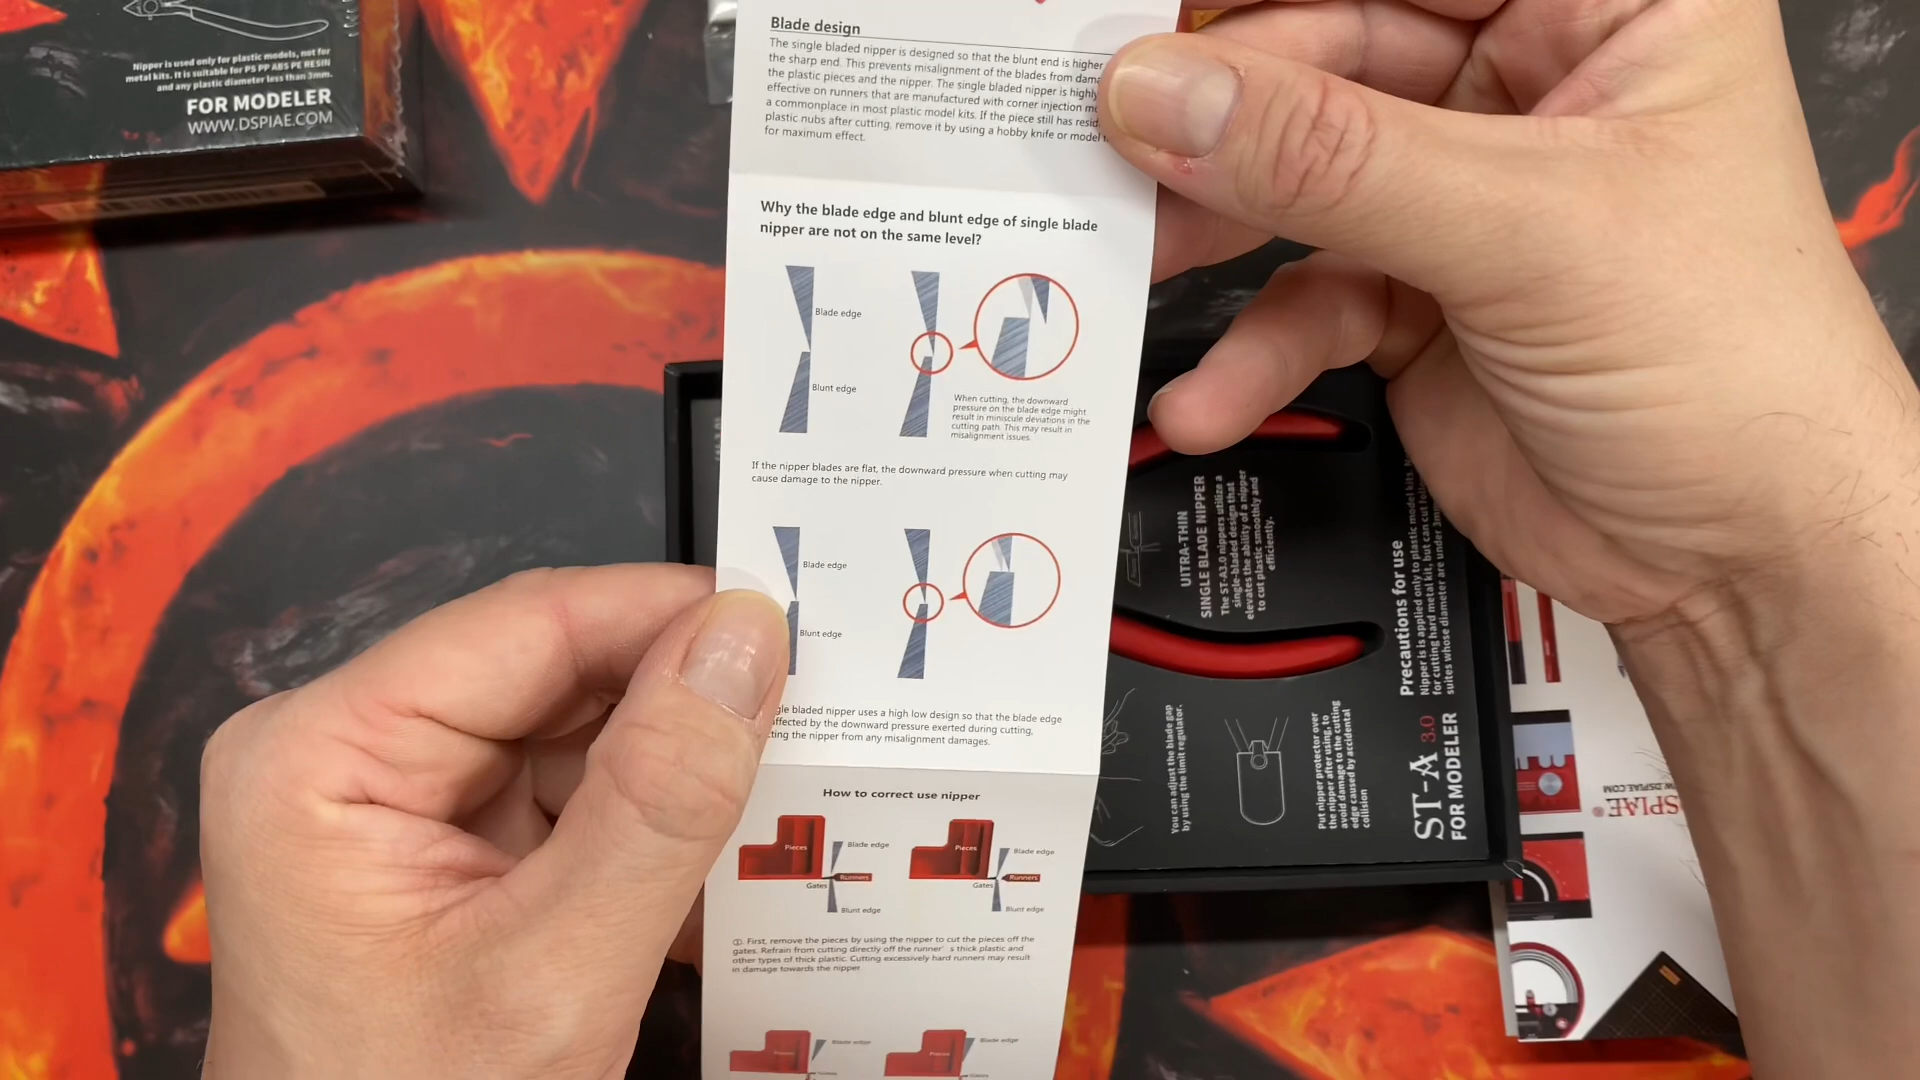 Nipper is used only for plastic models, not for
metal kits. It is suitable for PS PP ABS PE RESIN
and any plastic diameter less than 3mm.
FOR MODELER
WWW.DSPIAE.COM
Blade design
The single bladed nipper is designed so that the blunt end is higher
the sharp end. This prevents misalignment of the blades from
the plastic pieces and the nipper. The single bladed nipper is highly
effective on runners that are manufactured with corner injection
a commonplace in most plastic model kits. If the piece still has
plastic nubs after cutting, remove it by using a hobby knife or model
for maximum effect.
Why the blade edge and blunt edge of single blade
nipper are not on the same level?
Blade edge
Blunt edge
When cutting, the downward
pressure on the blade edge might
result in miniscule deviations in the
cutting path. This may result in
misalignment issues.
If the nipper blades are flat, the downward pressure when cutting may
cause damage to the nipper.
Blade edge
Blunt edge
bladed nipper uses a high low design so that the blade edge
by the downward pressure exerted during cutting,
the nipper from any misalignment damages.
How to correct use nipper
Pieces
Blade edge
Runners
Gates
Blunt edge
Pieces
Blade edge
Runners
Gates
Blunt edge
①. First, remove the pieces by using the nipper to cut the pieces off the
gates. Refrain from cutting directly off the runner' s thick plastic and
other types of thick plastic. Cutting excessively hard runners may result
in damage towards the nipper
Blade edge
Pieces
Blade edge
UITRA-THIN
SINGLE BLADE NIPPER
The ST-A3.0 nippers utilize a
single-bladed design that
elevates the ability of a nipper
to cut plastic smoothly and
efficiently.
You can adjust the blade gap
by using the limit regulator.
Put nipper protector over
the nipper after using, to
avoid damage to the cutting
edge caused by accidental
collision
Precautions for use
Nipper is is applied only to plastic model kits.
for cutting hard metal kit, but can cut
suites whose diameter are under
ST-A 3.0
FOR MODELER